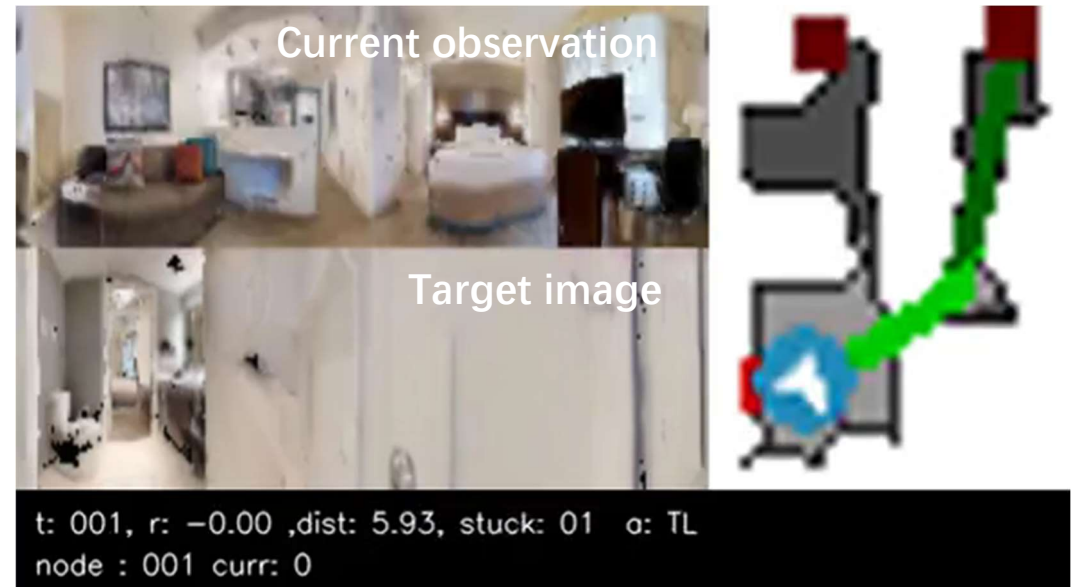 Current observation
Target image
t: 001, r: −0.00 ,dist: 5.93, stuck: 01 a: TL
node : 001 curr: 0